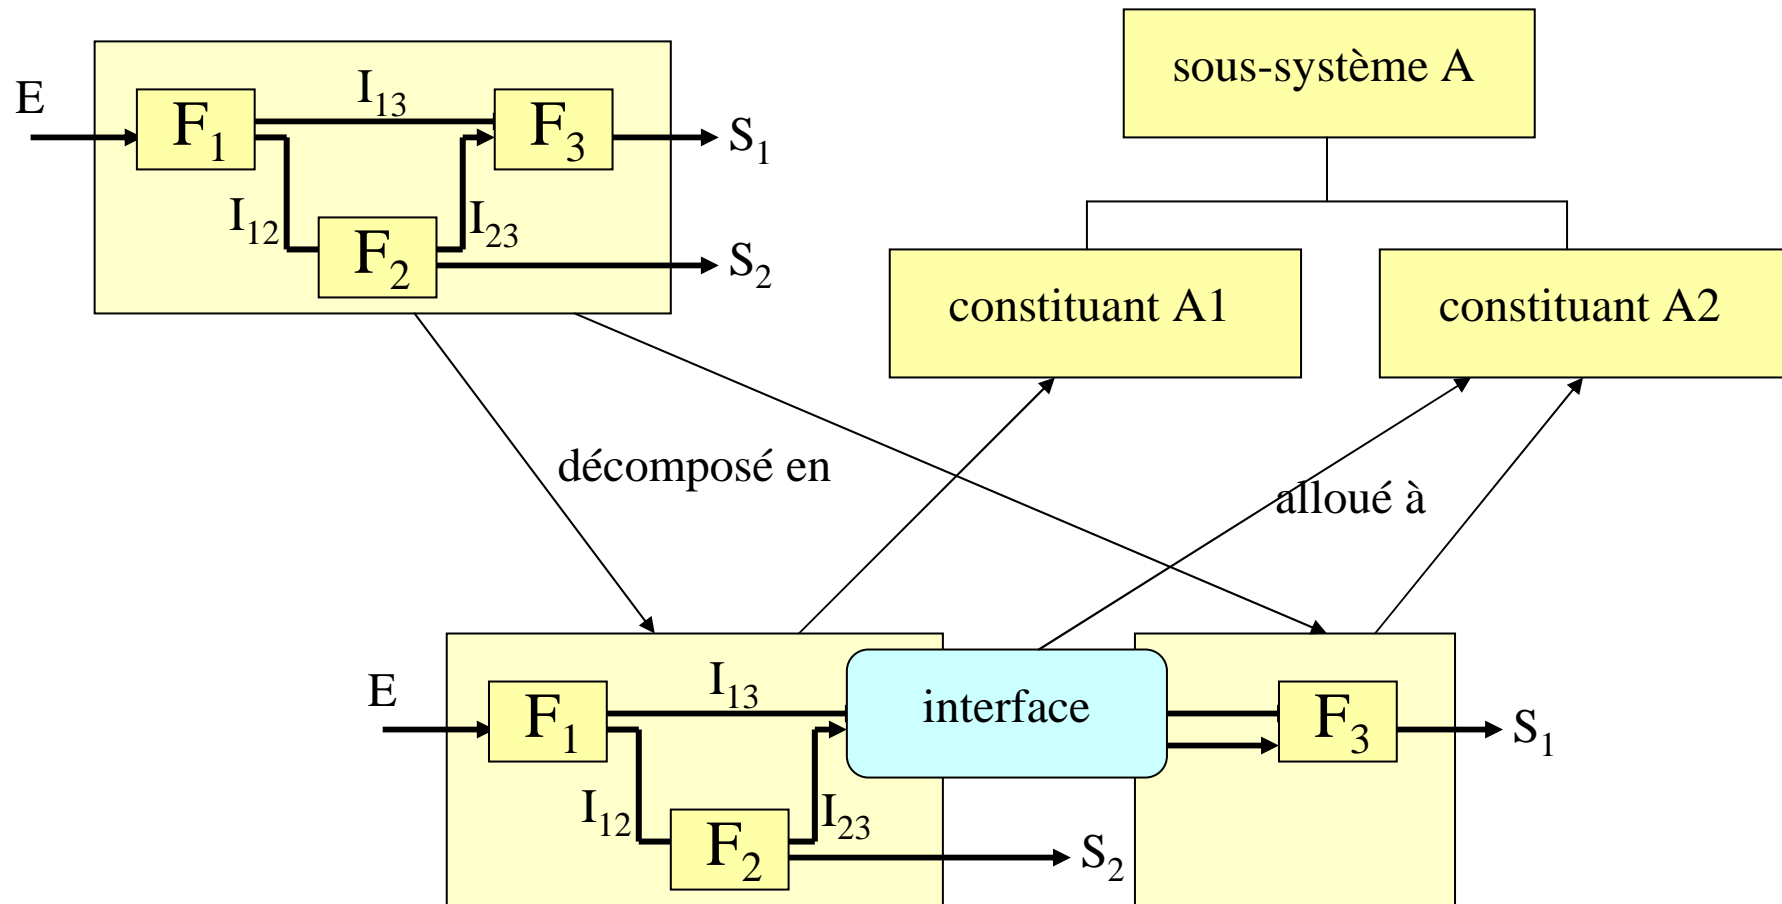 sous-système A
E
F₁
I₁₃
F₃
S₁
I₁₂
F₂
I₂₃
S₂
constituant A1
constituant A2
décomposé en
alloué à
E
F₁
I₁₃
interface
F₃
S₁
I₁₂
F₂
I₂₃
S₂